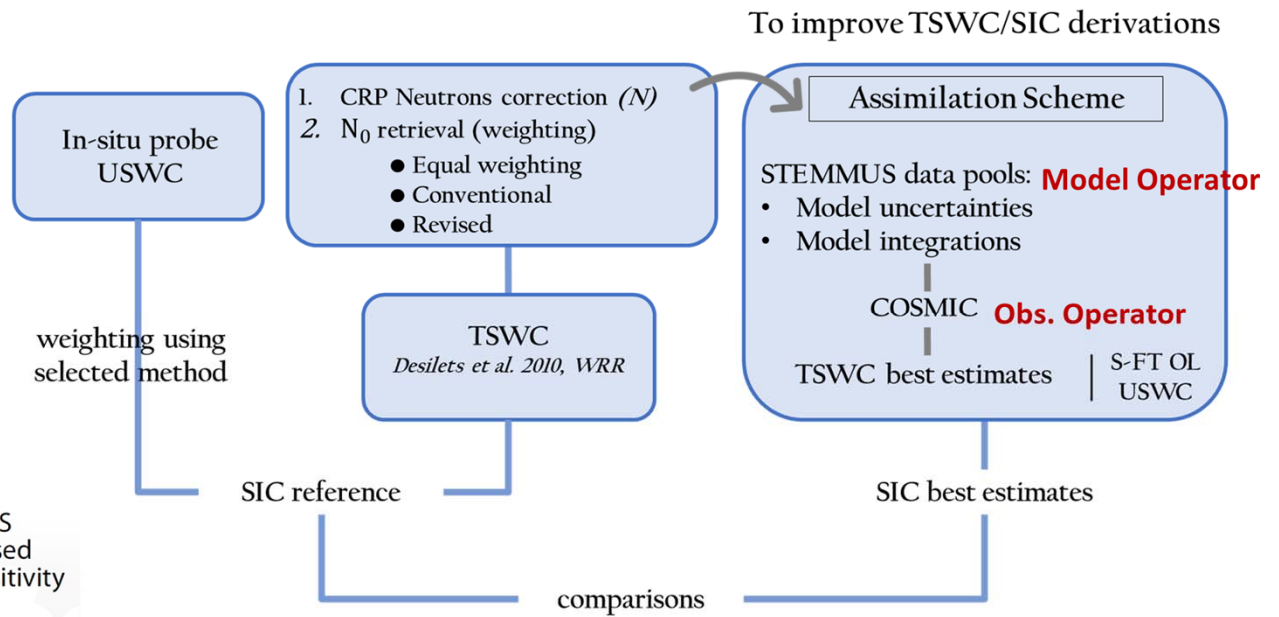 To improve TSWC/SIC derivations
In-situ probe
USWC
1. CRP Neutrons correction (N)
2. N₀ retrieval (weighting)
● Equal weighting
● Conventional
● Revised
Assimilation Scheme
STEMMUS data pools: Model Operator
• Model uncertainties
• Model integrations
COSMIC Obs. Operator
TSWC best estimates
S-FT OL
USWC
weighting using
selected method
TSWC
Desilets et al. 2010, WRR
SIC reference
SIC best estimates
comparisons
S
sed
itivity